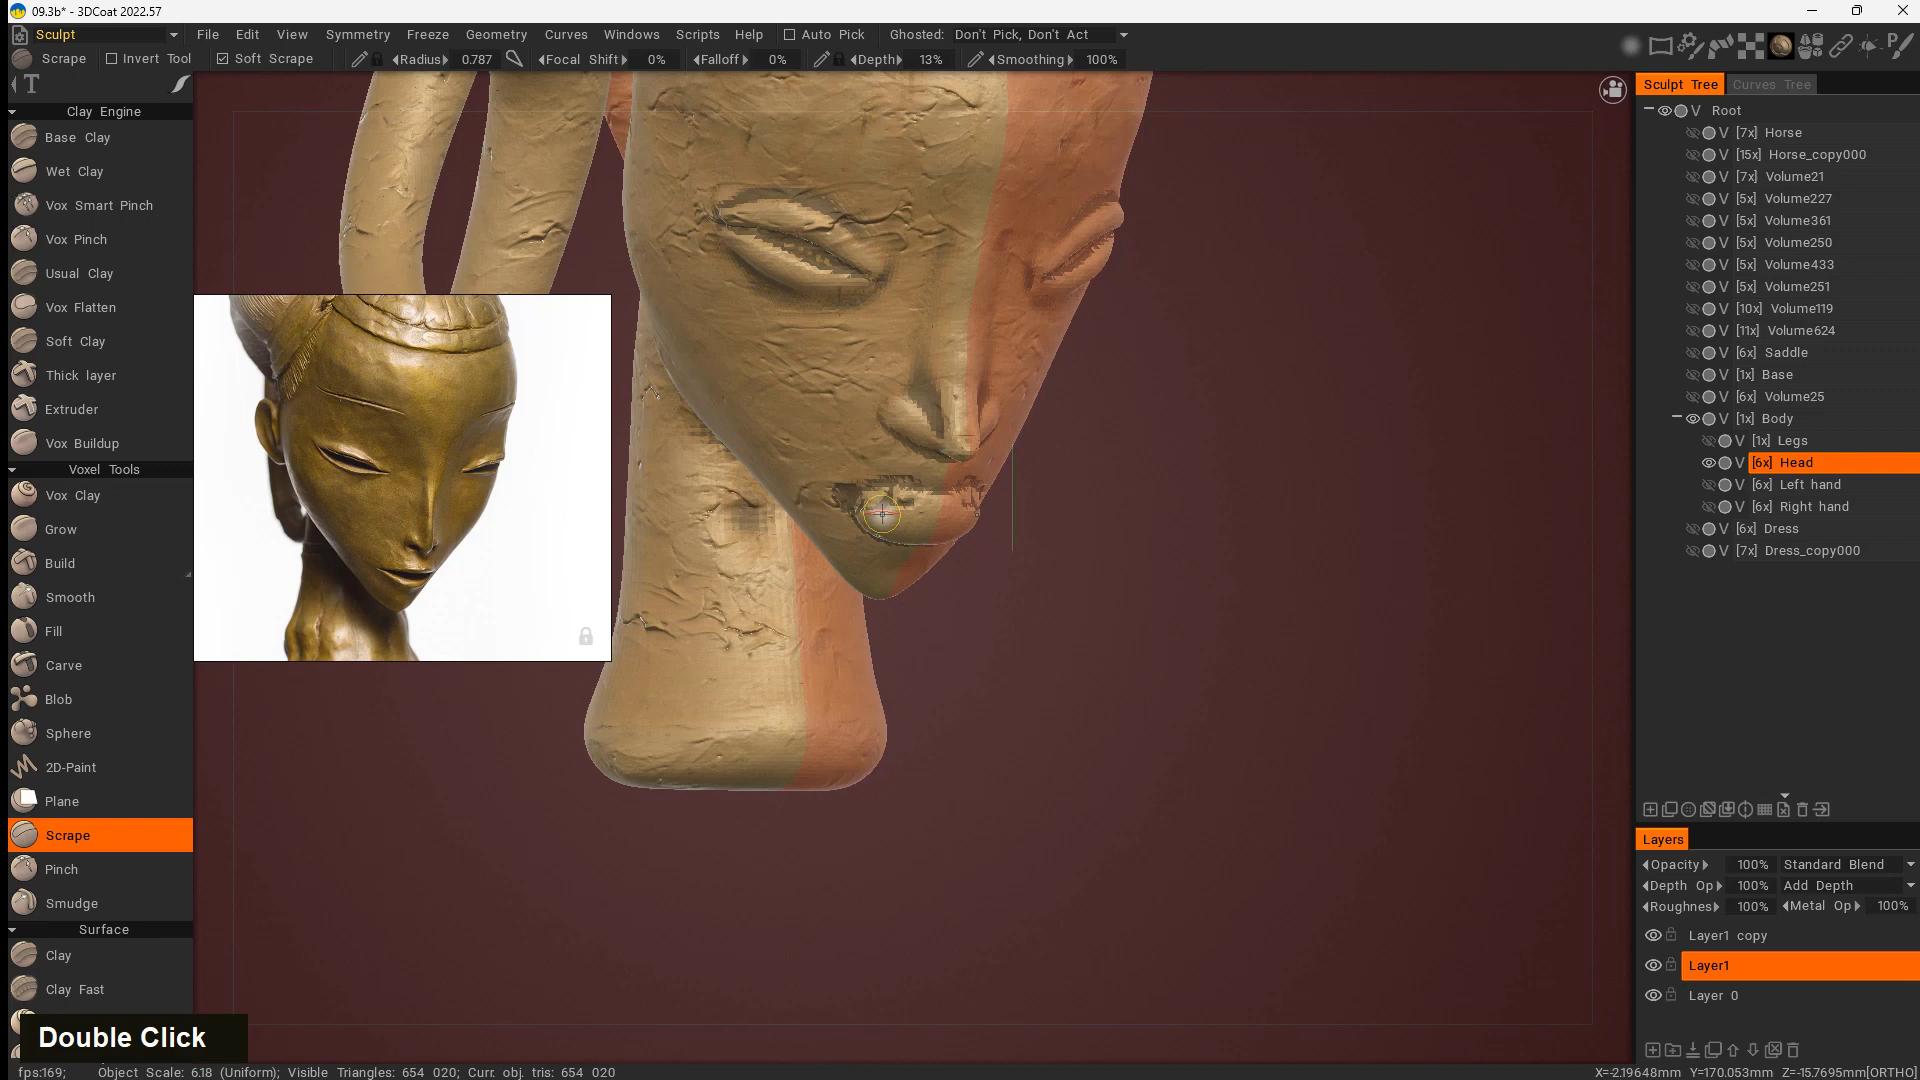 09.3b* - 3DCoat 2022.57
Sculpt File Edit View Symmetry Freeze Geometry Curves Windows Scripts Help Auto Pick Ghosted: Don't Pick, Don't Act
Scrape Invert Tool Soft Scrape Radius 0.787 Focal Shift 0% Falloff 0% Depth 13% Smoothing 100%
T
Clay Engine
Base Clay
Wet Clay
Vox Smart Pinch
Vox Pinch
Usual Clay
Vox Flatten
Soft Clay
Thick layer
Extruder
Vox Buildup
Voxel Tools
Vox Clay
Grow
Build
Smooth
Fill
Carve
Blob
Sphere
2D-Paint
Plane
Scrape
Pinch
Smudge
Surface
Clay
Clay Fast
Double Click
Sculpt Tree Curves Tree
V Root
V [7x] Horse
V [15x] Horse_copy000
V [7x] Volume21
V [5x] Volume227
V [5x] Volume361
V [5x] Volume250
V [5x] Volume433
V [5x] Volume251
V [10x] Volume119
V [11x] Volume624
V [6x] Saddle
V [1x] Base
V [6x] Volume25
V [1x] Body
V [1x] Legs
V [6x] Head
V [6x] Left hand
V [6x] Right hand
V [6x] Dress
V [7x] Dress_copy000
Layers
Opacity 100% Standard Blend
Depth Op 100% Add Depth
Roughnes 100% Metal Op 100%
Layer1 copy
Layer1
Layer 0
fps:169; Object Scale: 6.18 (Uniform); Visible Triangles: 654 020; Curr. obj. tris: 654 020
X=-2.19648mm Y=170.053mm Z=-15.7695mm[ORTHO]